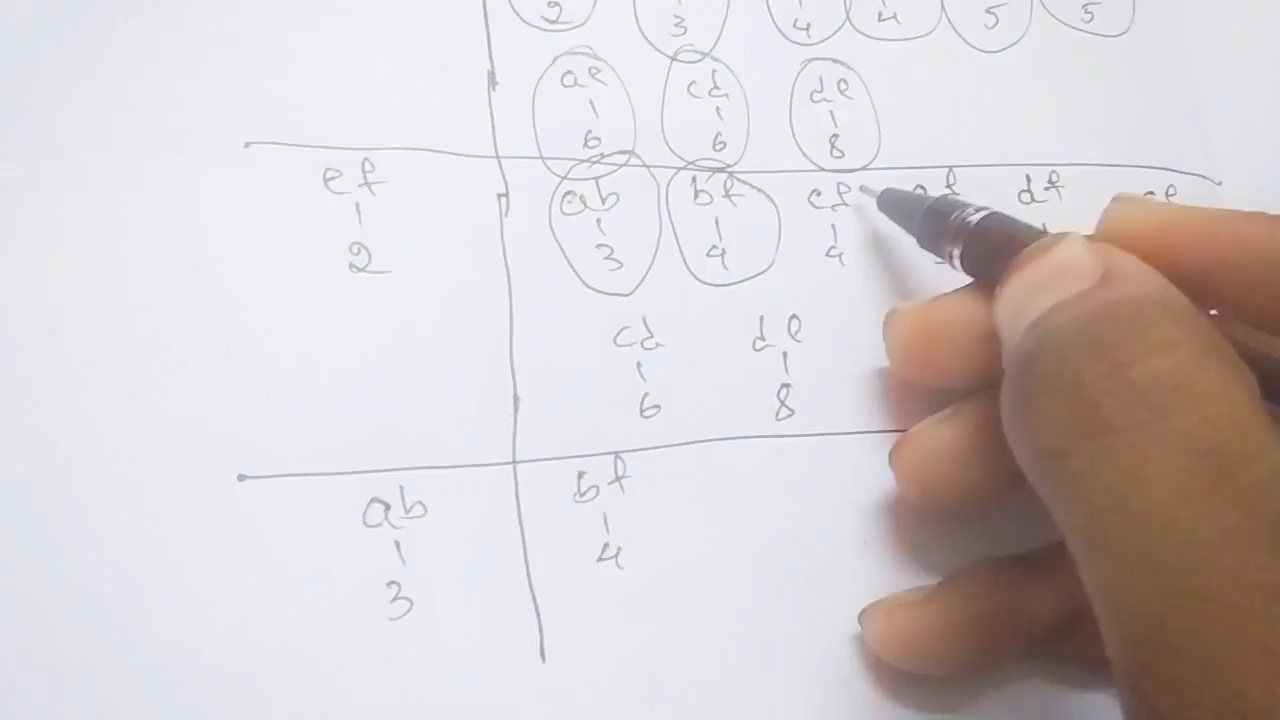 2 3 4 4 5 5
ae cd de
6 6 8
ef ab bf cf af df
2 3 4 4
cd de
6 8
ab bf
3 4